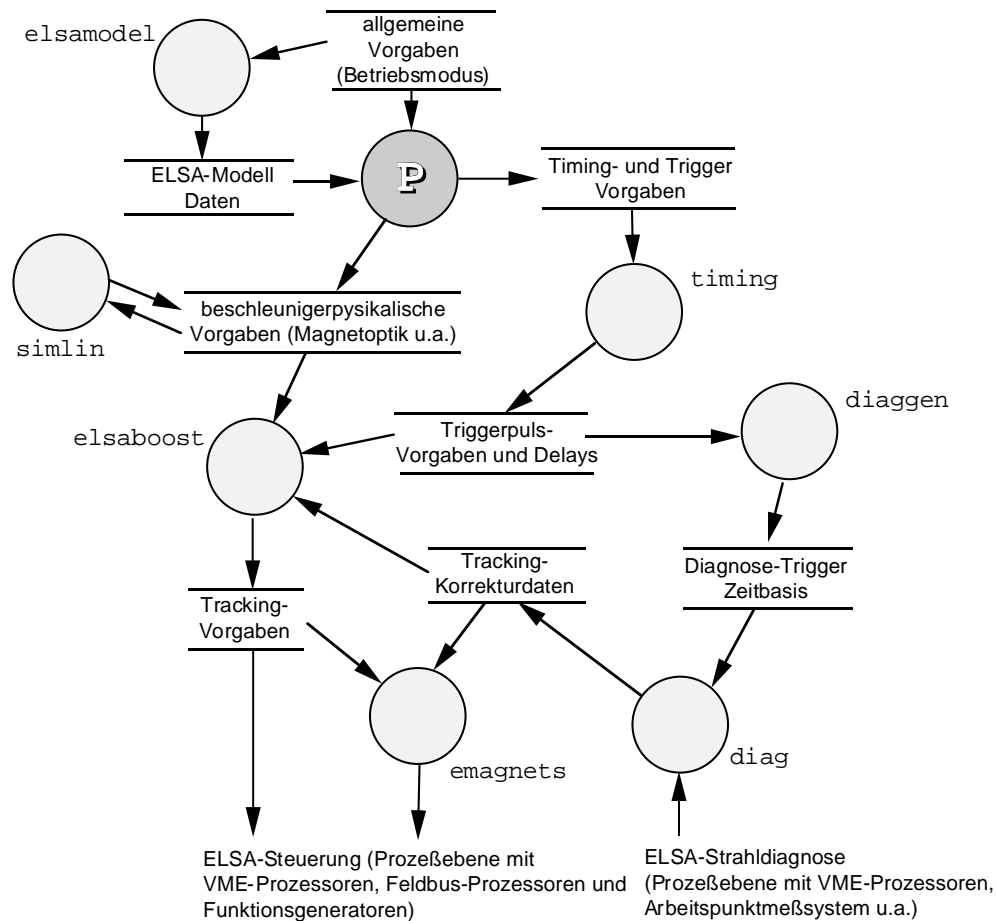 elsamodel
allgemeine
Vorgaben
(Betriebsmodus)
ELSA-Modell
Daten
P
Timing- und Trigger
Vorgaben
simlin
beschleunigerpysikalische
Vorgaben (Magnetoptik u.a.)
timing
elsaboost
Triggerpuls-
Vorgaben und Delays
diaggen
Tracking-
Korrekturdaten
Diagnose-Trigger
Zeitbasis
Tracking-
Vorgaben
emagnets
diag
ELSA-Steuerung (Prozeßebene mit
VME-Prozessoren, Feldbus-Prozessoren und
Funktionsgeneratoren)
ELSA-Strahldiagnose
(Prozeßebene mit VME-Prozessoren,
Arbeitspunktmeßsystem u.a.)